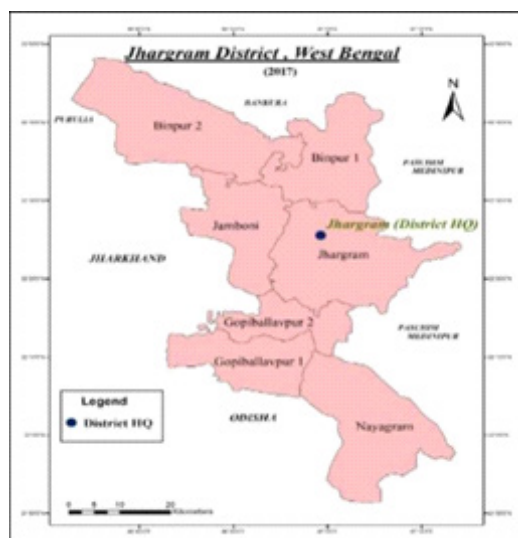 Jhargram District , West Bengal
(2017)
N
BANKURA
PURULIA
Binpur 2
Binpur 1
PASCHIM
MEDINIPUR
Jamboni
Jhargram (District HQ)
JHARKHAND
Jhargram
Gopiballavpur 2
PASCHIM
MEDINIPUR
Gopiballavpur 1
Legend
District HQ
ODISHA
Nayagram
0 5 10 20
Kilometers